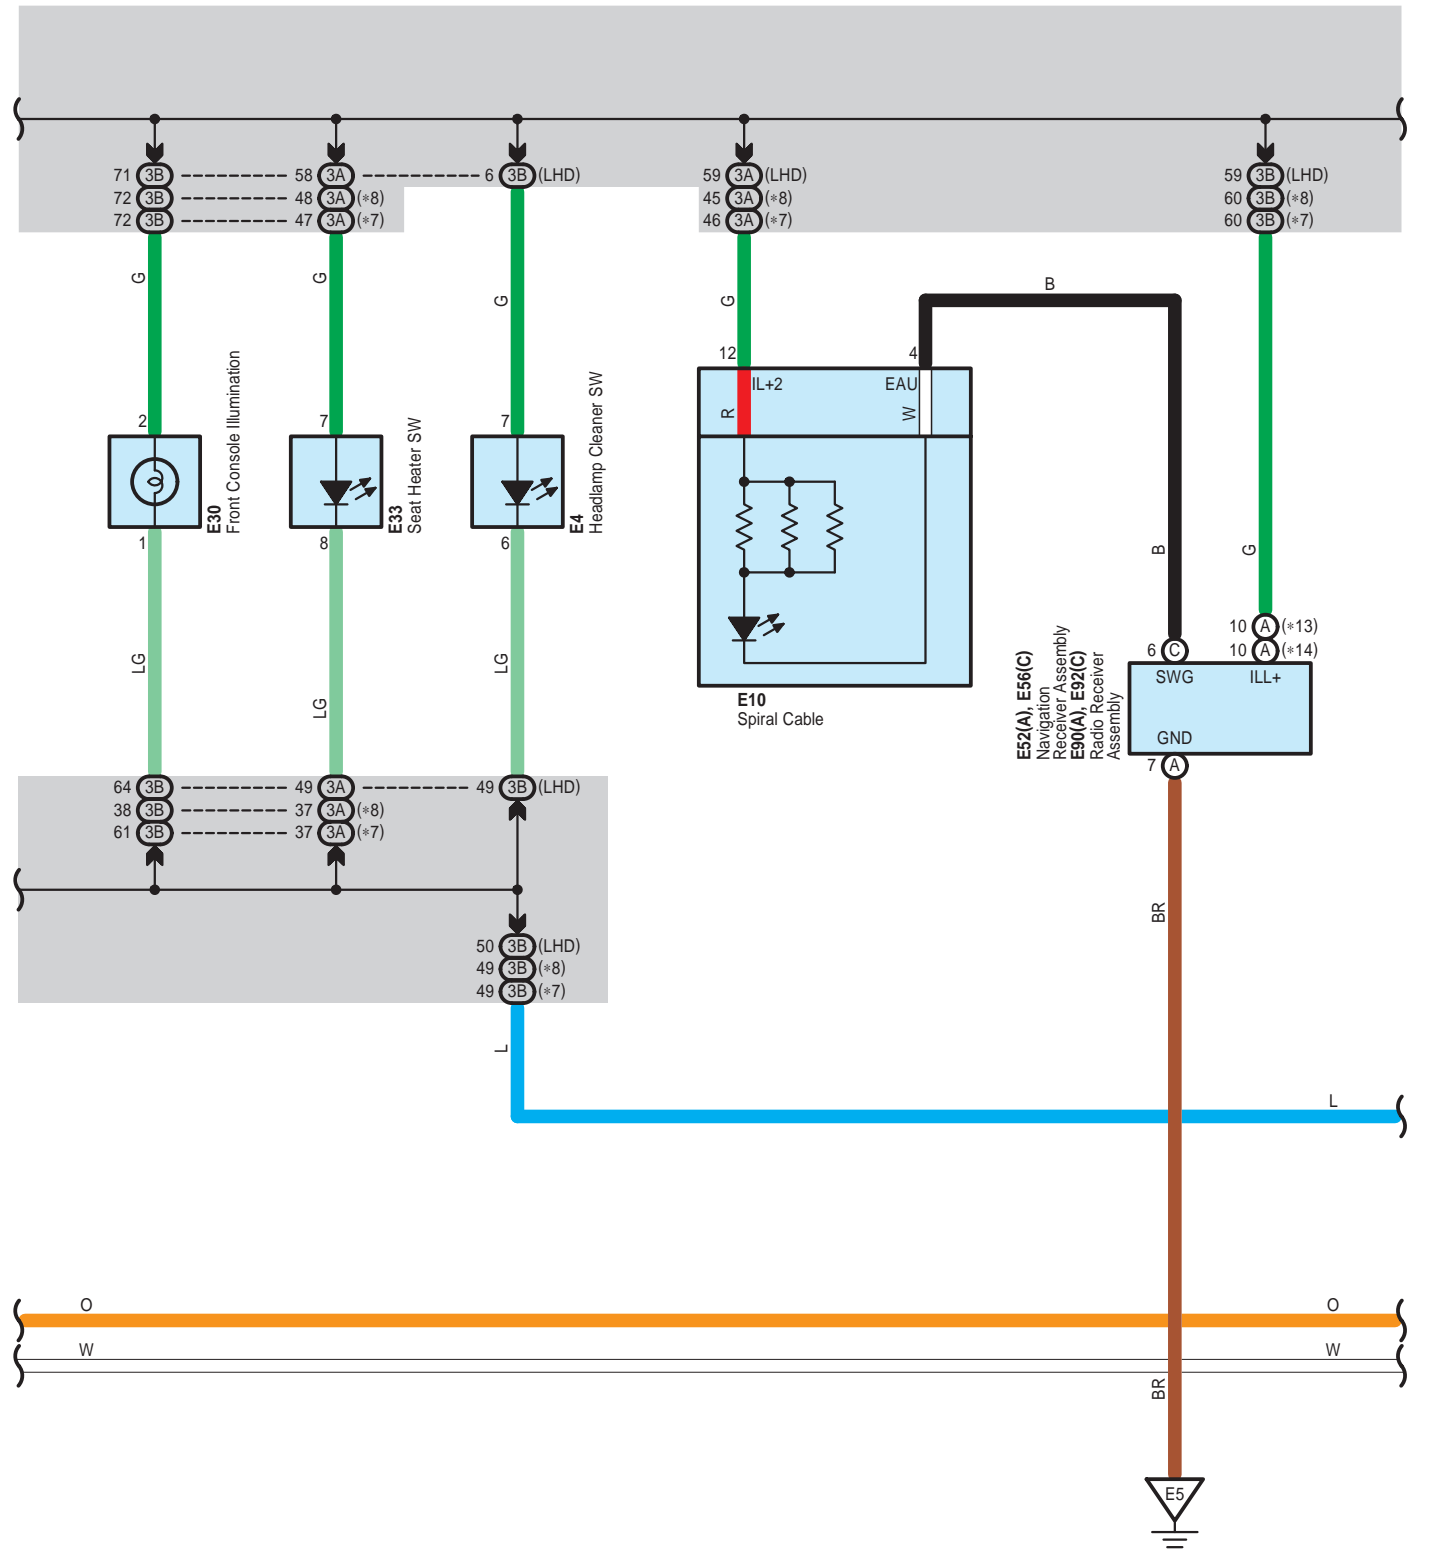 71 3B 58 3A 6 3B (LHD) 59 3A (LHD) 59 3B (LHD)
72 3B 48 3A (*8) 45 3A (*8) 60 3B (*8)
72 3B 47 3A (*7) 46 3A (*7) 60 3B (*7)
G G G G B
12 4
IL+2 EAU
R W
2 7 7
E30
Front Console Illumination
E33
Seat Heater SW
E4
Headlamp Cleaner SW
1 8 6
B G
LG LG LG
10 A (*13)
6 C 10 A (*14)
SWG ILL+
GND
7 A
E10
Spiral Cable
E52(A), E56(C)
Navigation
Receiver Assembly
E90(A), E92(C)
Radio Receiver
Assembly
64 3B 49 3A 49 3B (LHD)
38 3B 37 3A (*8)
61 3B 37 3A (*7)
BR
50 3B (LHD)
49 3B (*8)
49 3B (*7)
L L
O O
W W
BR
E5